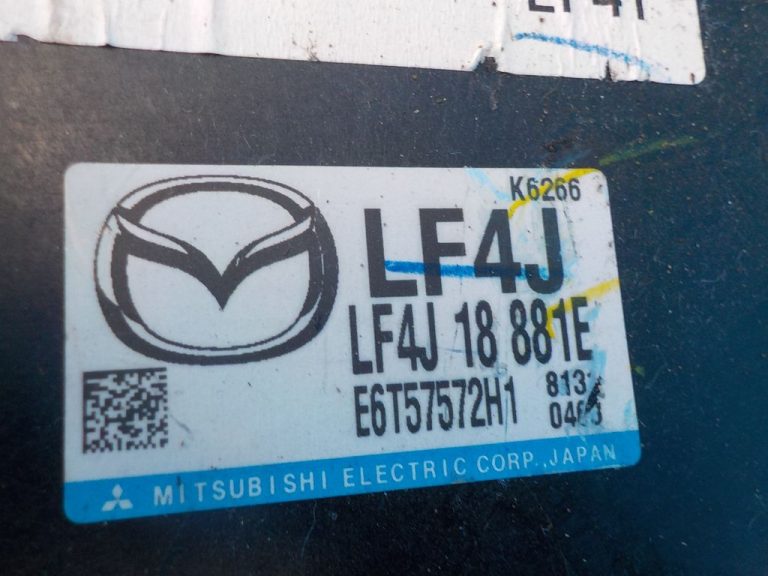 K6266
LF4J
LF4J 18 881E
E6T57572H1
MITSUBISHI ELECTRIC CORP., JAPAN